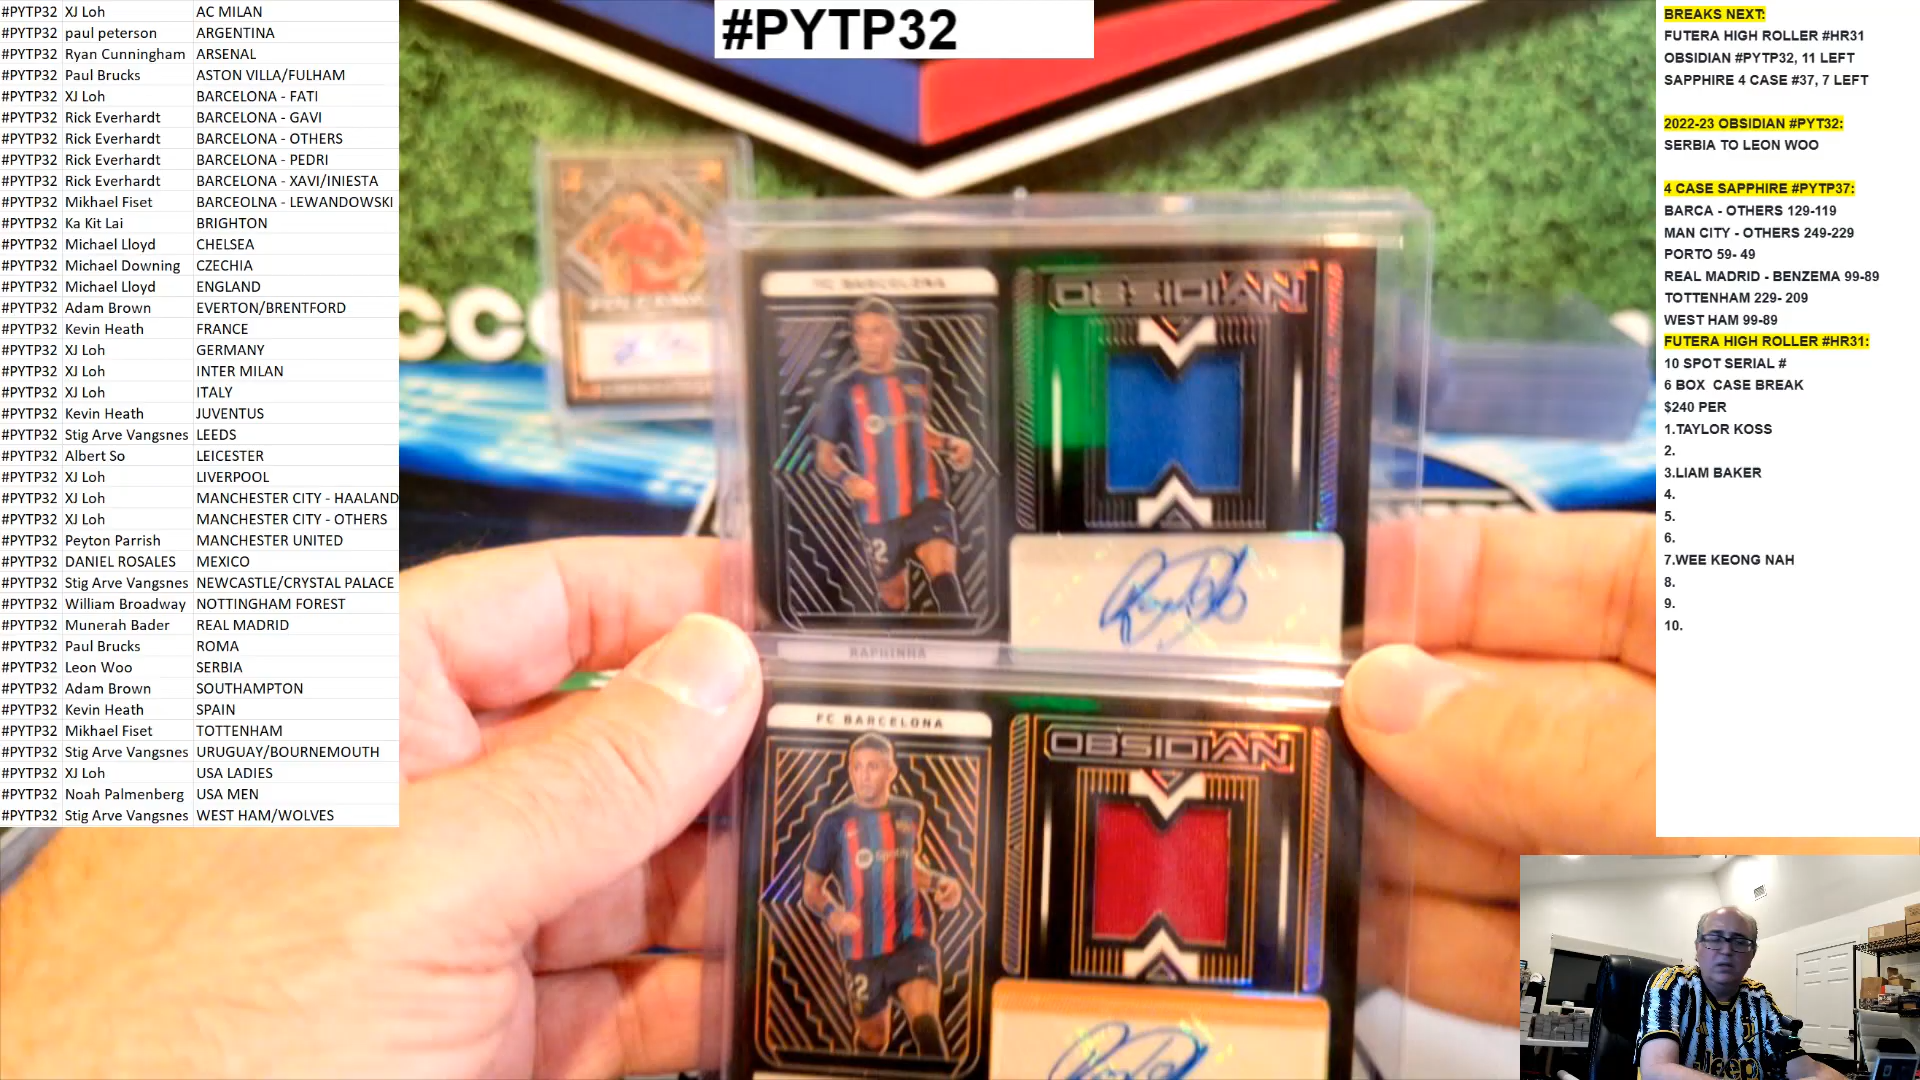 #PYTP32 XJ Loh AC MILAN
#PYTP32 paul peterson ARGENTINA
#PYTP32 Ryan Cunningham ARSENAL
#PYTP32 Paul Brucks ASTON VILLA/FULHAM
#PYTP32 XJ Loh BARCELONA - FATI
#PYTP32 Rick Everhardt BARCELONA - GAVI
#PYTP32 Rick Everhardt BARCELONA - OTHERS
#PYTP32 Rick Everhardt BARCELONA - PEDRI
#PYTP32 Rick Everhardt BARCELONA - XAVI/INIESTA
#PYTP32 Mikhael Fiset BARCEOLNA - LEWANDOWSKI
#PYTP32 Ka Kit Lai BRIGHTON
#PYTP32 Michael Lloyd CHELSEA
#PYTP32 Michael Downing CZECHIA
#PYTP32 Michael Lloyd ENGLAND
#PYTP32 Adam Brown EVERTON/BRENTFORD
#PYTP32 Kevin Heath FRANCE
#PYTP32 XJ Loh GERMANY
#PYTP32 XJ Loh INTER MILAN
#PYTP32 XJ Loh ITALY
#PYTP32 Kevin Heath JUVENTUS
#PYTP32 Stig Arve Vangsnes LEEDS
#PYTP32 Albert So LEICESTER
#PYTP32 XJ Loh LIVERPOOL
#PYTP32 XJ Loh MANCHESTER CITY - HAALAND
#PYTP32 XJ Loh MANCHESTER CITY - OTHERS
#PYTP32 Peyton Parrish MANCHESTER UNITED
#PYTP32 DANIEL ROSALES MEXICO
#PYTP32 Stig Arve Vangsnes NEWCASTLE/CRYSTAL PALACE
#PYTP32 William Broadway NOTTINGHAM FOREST
#PYTP32 Munerah Bader REAL MADRID
#PYTP32 Paul Brucks ROMA
#PYTP32 Leon Woo SERBIA
#PYTP32 Adam Brown SOUTHAMPTON
#PYTP32 Kevin Heath SPAIN
#PYTP32 Mikhael Fiset TOTTENHAM
#PYTP32 Stig Arve Vangsnes URUGUAY/BOURNEMOUTH
#PYTP32 XJ Loh USA LADIES
#PYTP32 Noah Palmenberg USA MEN
#PYTP32 Stig Arve Vangsnes WEST HAM/WOLVES
#PYTP32
FC BARCELONA
OBSIDIAN
RAPHINHA
FC BARCELONA
OBSIDIAN
Spotify
22
Jeep
BREAKS NEXT:
FUTERA HIGH ROLLER #HR31
OBSIDIAN #PYTP32, 11 LEFT
SAPPHIRE 4 CASE #37, 7 LEFT
2022-23 OBSIDIAN #PYT32:
SERBIA TO LEON WOO
4 CASE SAPPHIRE #PYTP37:
BARCA - OTHERS 129-119
MAN CITY - OTHERS 249-229
PORTO 59- 49
REAL MADRID - BENZEMA 99-89
TOTTENHAM 229- 209
WEST HAM 99-89
FUTERA HIGH ROLLER #HR31:
10 SPOT SERIAL #
6 BOX CASE BREAK
$240 PER
1.TAYLOR KOSS
2.
3.LIAM BAKER
4.
5.
6.
7.WEE KEONG NAH
8.
9.
10.